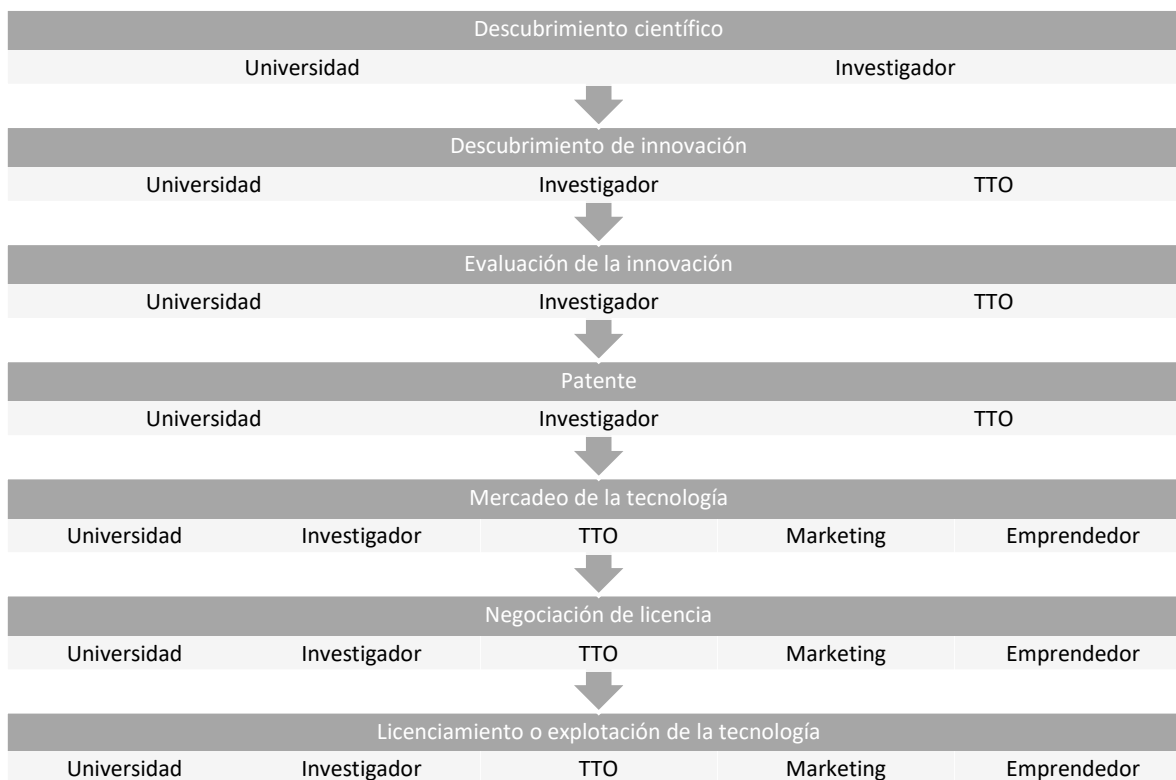 Descubrimiento científico
Universidad Investigador
Descubrimiento de innovación
Universidad Investigador TTO
Evaluación de la innovación
Universidad Investigador TTO
Patente
Universidad Investigador TTO
Mercadeo de la tecnología
Universidad Investigador TTO Marketing Emprendedor
Negociación de licencia
Universidad Investigador TTO Marketing Emprendedor
Licenciamiento o explotación de la tecnología
Universidad Investigador TTO Marketing Emprendedor